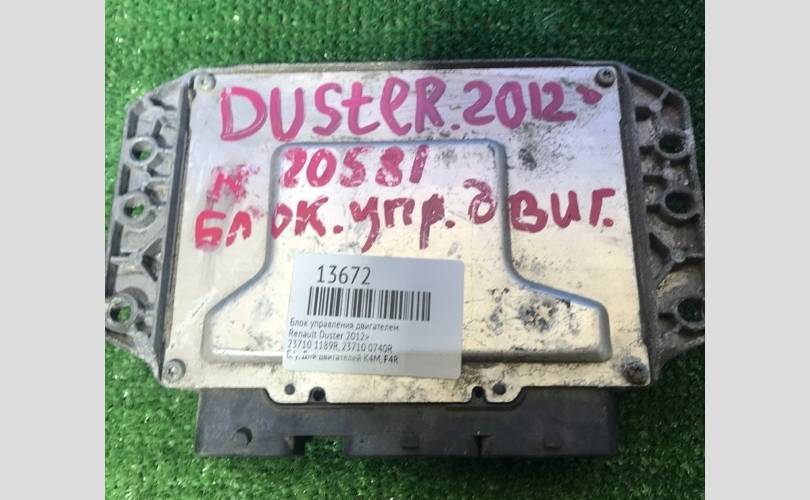 DUSteR.2012>
N 20581
БЛОК.упр.двиг.
13672
Блок управления двигателем
Renault Duster 2012>
23710 1189R, 23710 0740R
Б/у. Для двигателей K4M, F4R